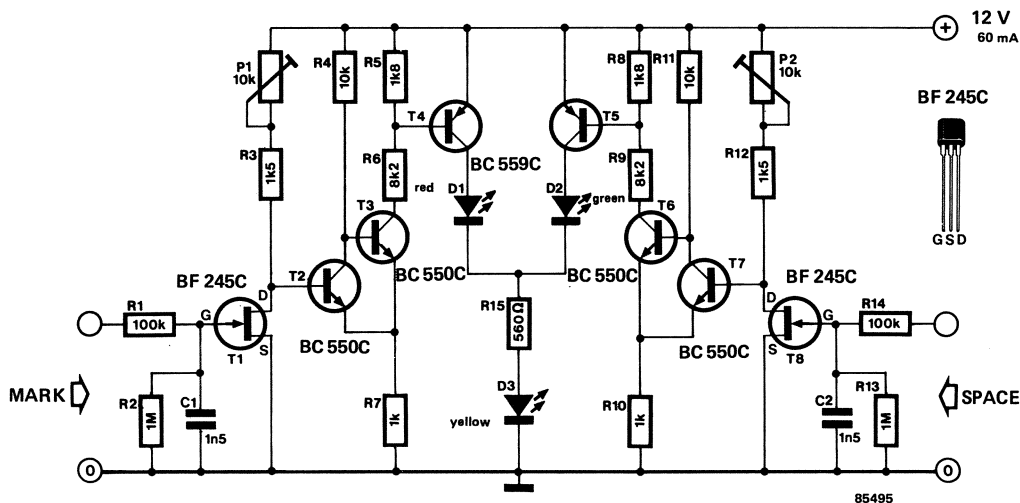 12 V
60 mA
P1
10k
R4
10k
R5
1k8
R8
1k8
R11
10k
P2
10k
BF 245C
T4
T5
R3
1k5
R6
8k2
BC 559C
R9
8k2
R12
1k5
red
D1
D2
green
T3
T6
G S D
BC 550C
BC 550C
BF 245C
T2
T7
BF 245C
R1
100k
D
G
S
T1
BC 550C
R15
560Ω
BC 550C
D
G
S
T8
R14
100k
MARK
R2
1M
C1
1n5
R7
1k
D3
yellow
R10
1k
C2
1n5
R13
1M
SPACE
0
0
85495